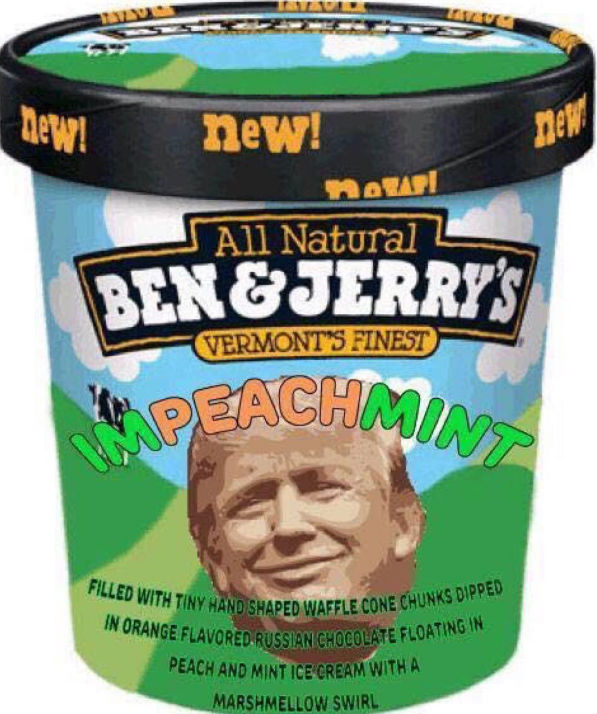 new!
new!
new!
new!
All Natural
BEN & JERRY'S
VERMONT'S FINEST
IMPEACHMINT
FILLED WITH TINY HAND SHAPED WAFFLE CONE CHUNKS DIPPED
IN ORANGE FLAVORED RUSSIAN CHOCOLATE FLOATING IN
PEACH AND MINT ICE CREAM WITH A
MARSHMELLOW SWIRL